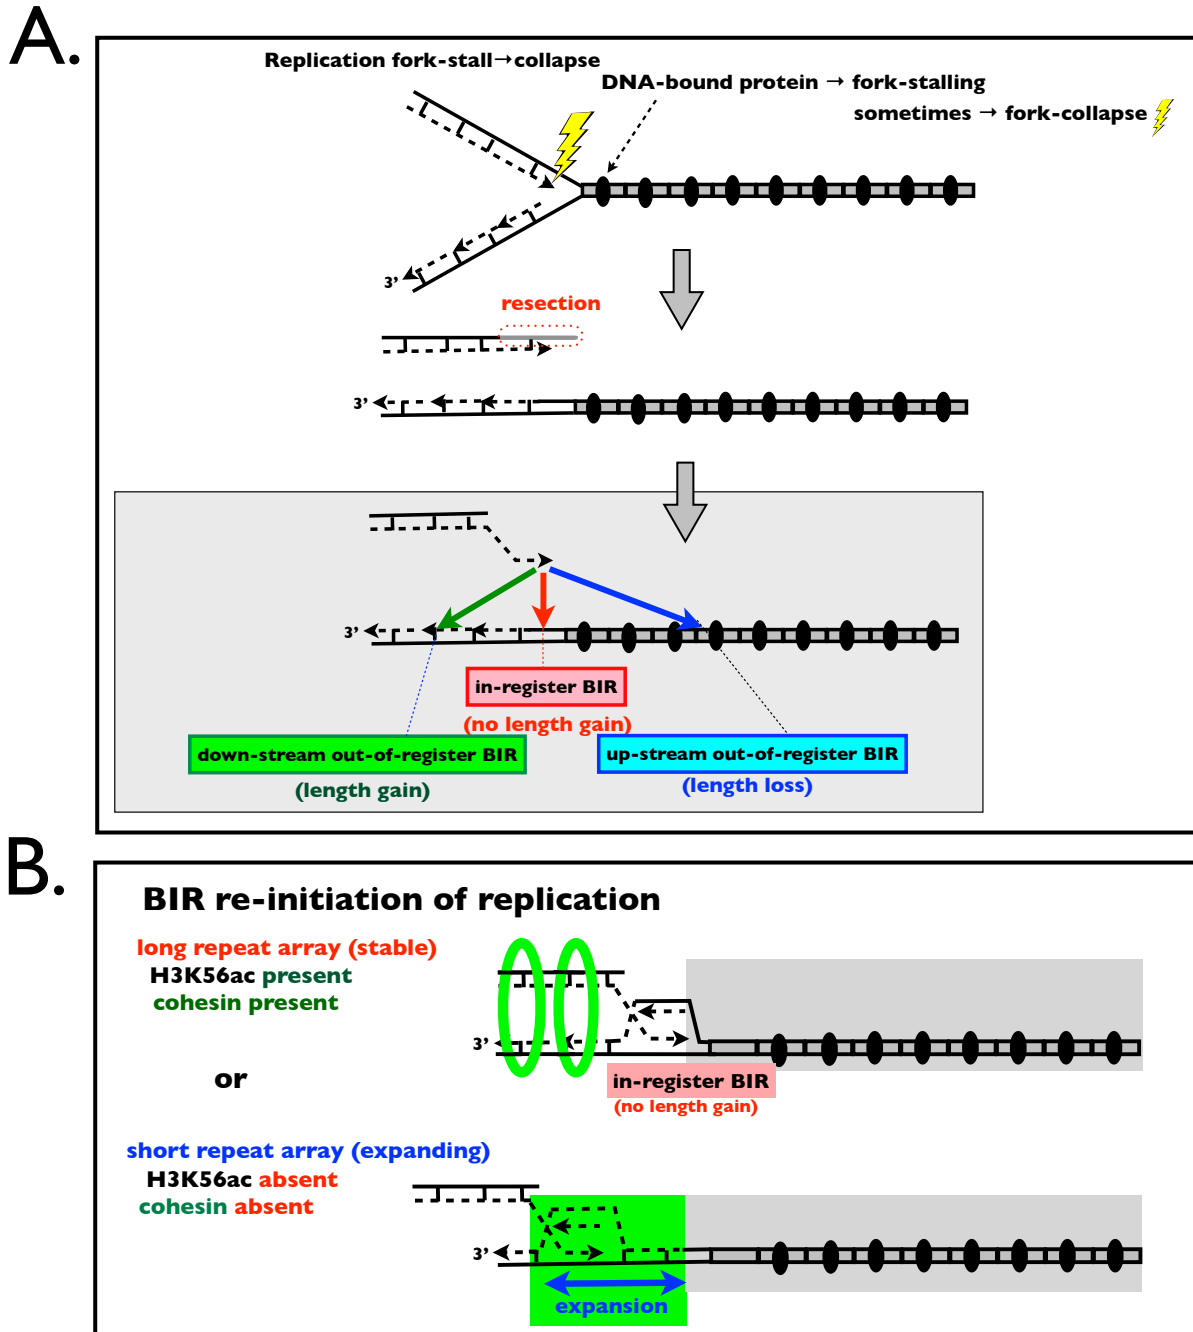 A.
Replication fork-stall→collapse
DNA-bound protein → fork-stalling
sometimes → fork-collapse
3'
resection
3'
3'
in-register BIR
(no length gain)
down-stream out-of-register BIR
(length gain)
up-stream out-of-register BIR
(length loss)
B.
BIR re-initiation of replication
long repeat array (stable)
H3K56ac present
cohesin present
3'
or
in-register BIR
(no length gain)
short repeat array (expanding)
H3K56ac absent
cohesin absent
3'
expansion